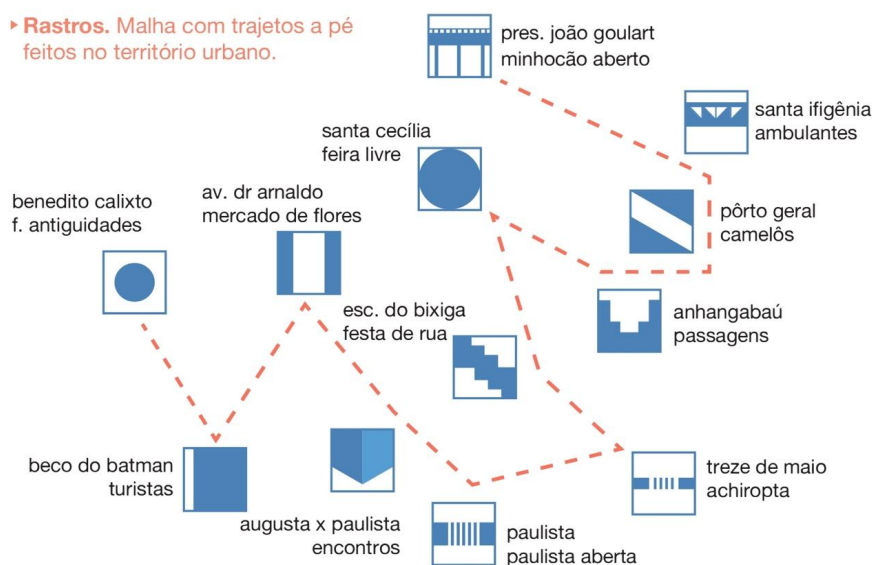 ▸ Rastros. Malha com trajetos a pé
feitos no território urbano.
pres. joão goulart
minhocão aberto
santa ifigênia
ambulantes
santa cecília
feira livre
benedito calixto
f. antiguidades
av. dr arnaldo
mercado de flores
pôrto geral
camelôs
esc. do bixiga
festa de rua
anhangabaú
passagens
beco do batman
turistas
treze de maio
achiropta
augusta x paulista
encontros
paulista
paulista aberta